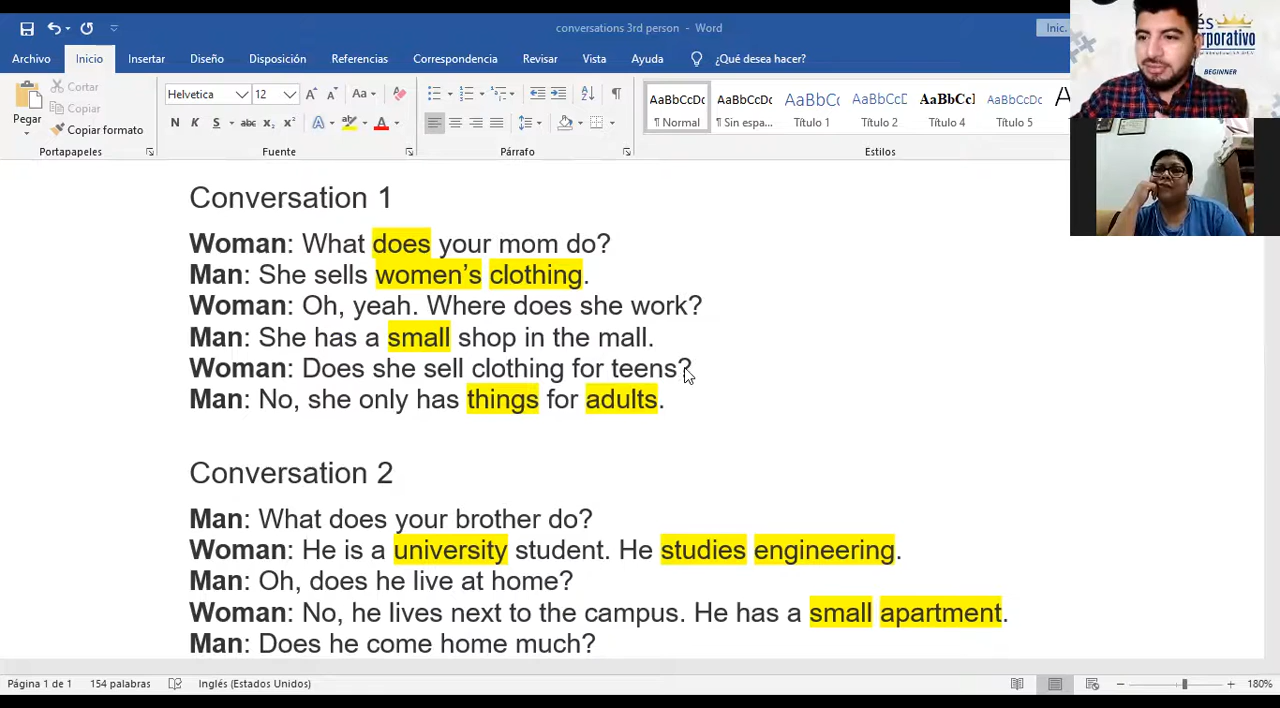 conversations 3rd person - Word
Inic.
Archivo Inicio Insertar Diseño Disposición Referencias Correspondencia Revisar Vista Ayuda ¿Qué desea hacer?
Pegar
Cortar
Copiar
Copiar formato
Portapapeles
Helvetica 12
Fuente
Párrafo
AaBbCcDc AaBbCcDc AaBbC AaBbCcD AaBbCcI AaBbCcD
¶ Normal ¶ Sin espa... Título 1 Título 2 Título 4 Título 5
Estilos
BEGINNER
Conversation 1
Woman: What does your mom do?
Man: She sells women’s clothing.
Woman: Oh, yeah. Where does she work?
Man: She has a small shop in the mall.
Woman: Does she sell clothing for teens?
Man: No, she only has things for adults.
Conversation 2
Man: What does your brother do?
Woman: He is a university student. He studies engineering.
Man: Oh, does he live at home?
Woman: No, he lives next to the campus. He has a small apartment.
Man: Does he come home much?
Página 1 de 1 154 palabras Inglés (Estados Unidos) 180%